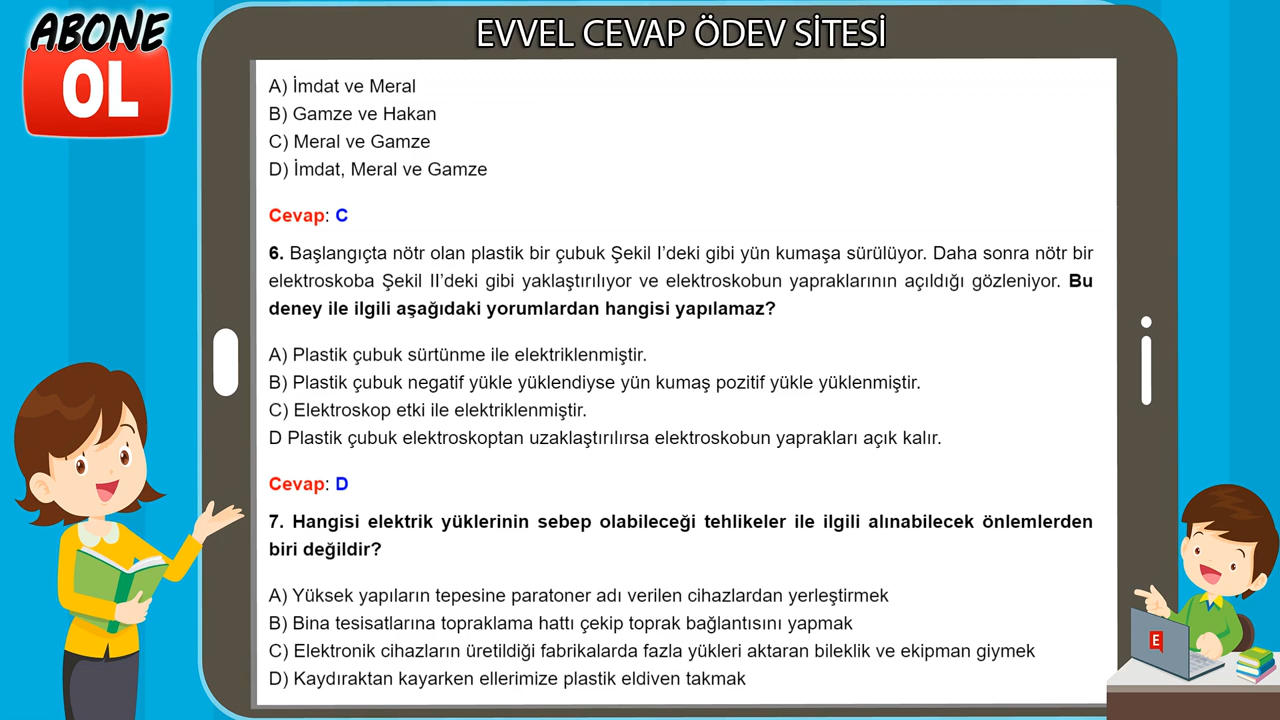 ABONE
OL
EVVEL CEVAP ÖDEV SİTESİ
A) İmdat ve Meral
B) Gamze ve Hakan
C) Meral ve Gamze
D) İmdat, Meral ve Gamze
Cevap: C
6. Başlangıçta nötr olan plastik bir çubuk Şekil I’deki gibi yün kumaşa sürülüyor. Daha sonra nötr bir
elektroskoba Şekil II’deki gibi yaklaştırılıyor ve elektroskobun yapraklarının açıldığı gözleniyor. Bu
deney ile ilgili aşağıdaki yorumlardan hangisi yapılamaz?
A) Plastik çubuk sürtünme ile elektriklenmiştir.
B) Plastik çubuk negatif yükle yüklendiyse yün kumaş pozitif yükle yüklenmiştir.
C) Elektroskop etki ile elektriklenmiştir.
D Plastik çubuk elektroskoptan uzaklaştırılırsa elektroskobun yaprakları açık kalır.
Cevap: D
7. Hangisi elektrik yüklerinin sebep olabileceği tehlikeler ile ilgili alınabilecek önlemlerden
biri değildir?
A) Yüksek yapıların tepesine paratoner adı verilen cihazlardan yerleştirmek
B) Bina tesisatlarına topraklama hattı çekip toprak bağlantısını yapmak
C) Elektronik cihazların üretildiği fabrikalarda fazla yükleri aktaran bileklik ve ekipman giymek
D) Kaydıraktan kayarken ellerimize plastik eldiven takmak
E